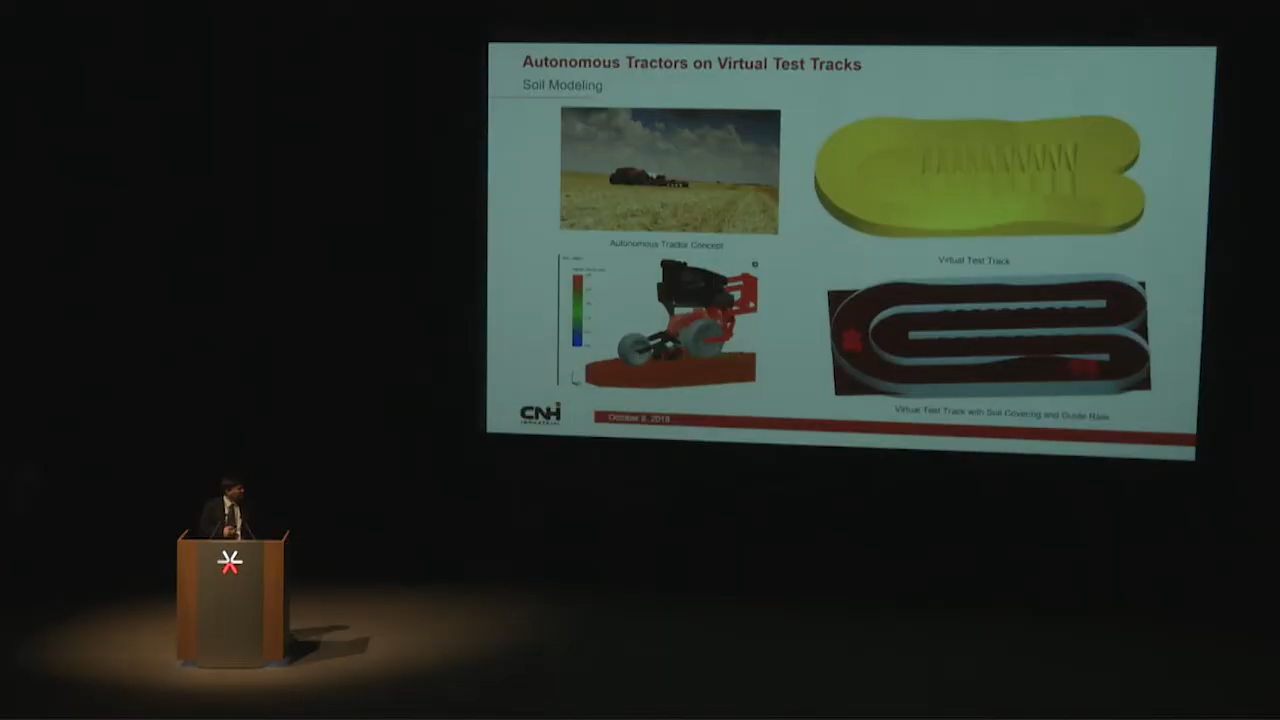 Autonomous Tractors on Virtual Test Tracks
Soil Modeling
Autonomous Tractor Concept
Virtual Test Track
Virtual Test Track with Soil Covering and Guide Rails
CNH
INDUSTRIAL
October 8, 2018